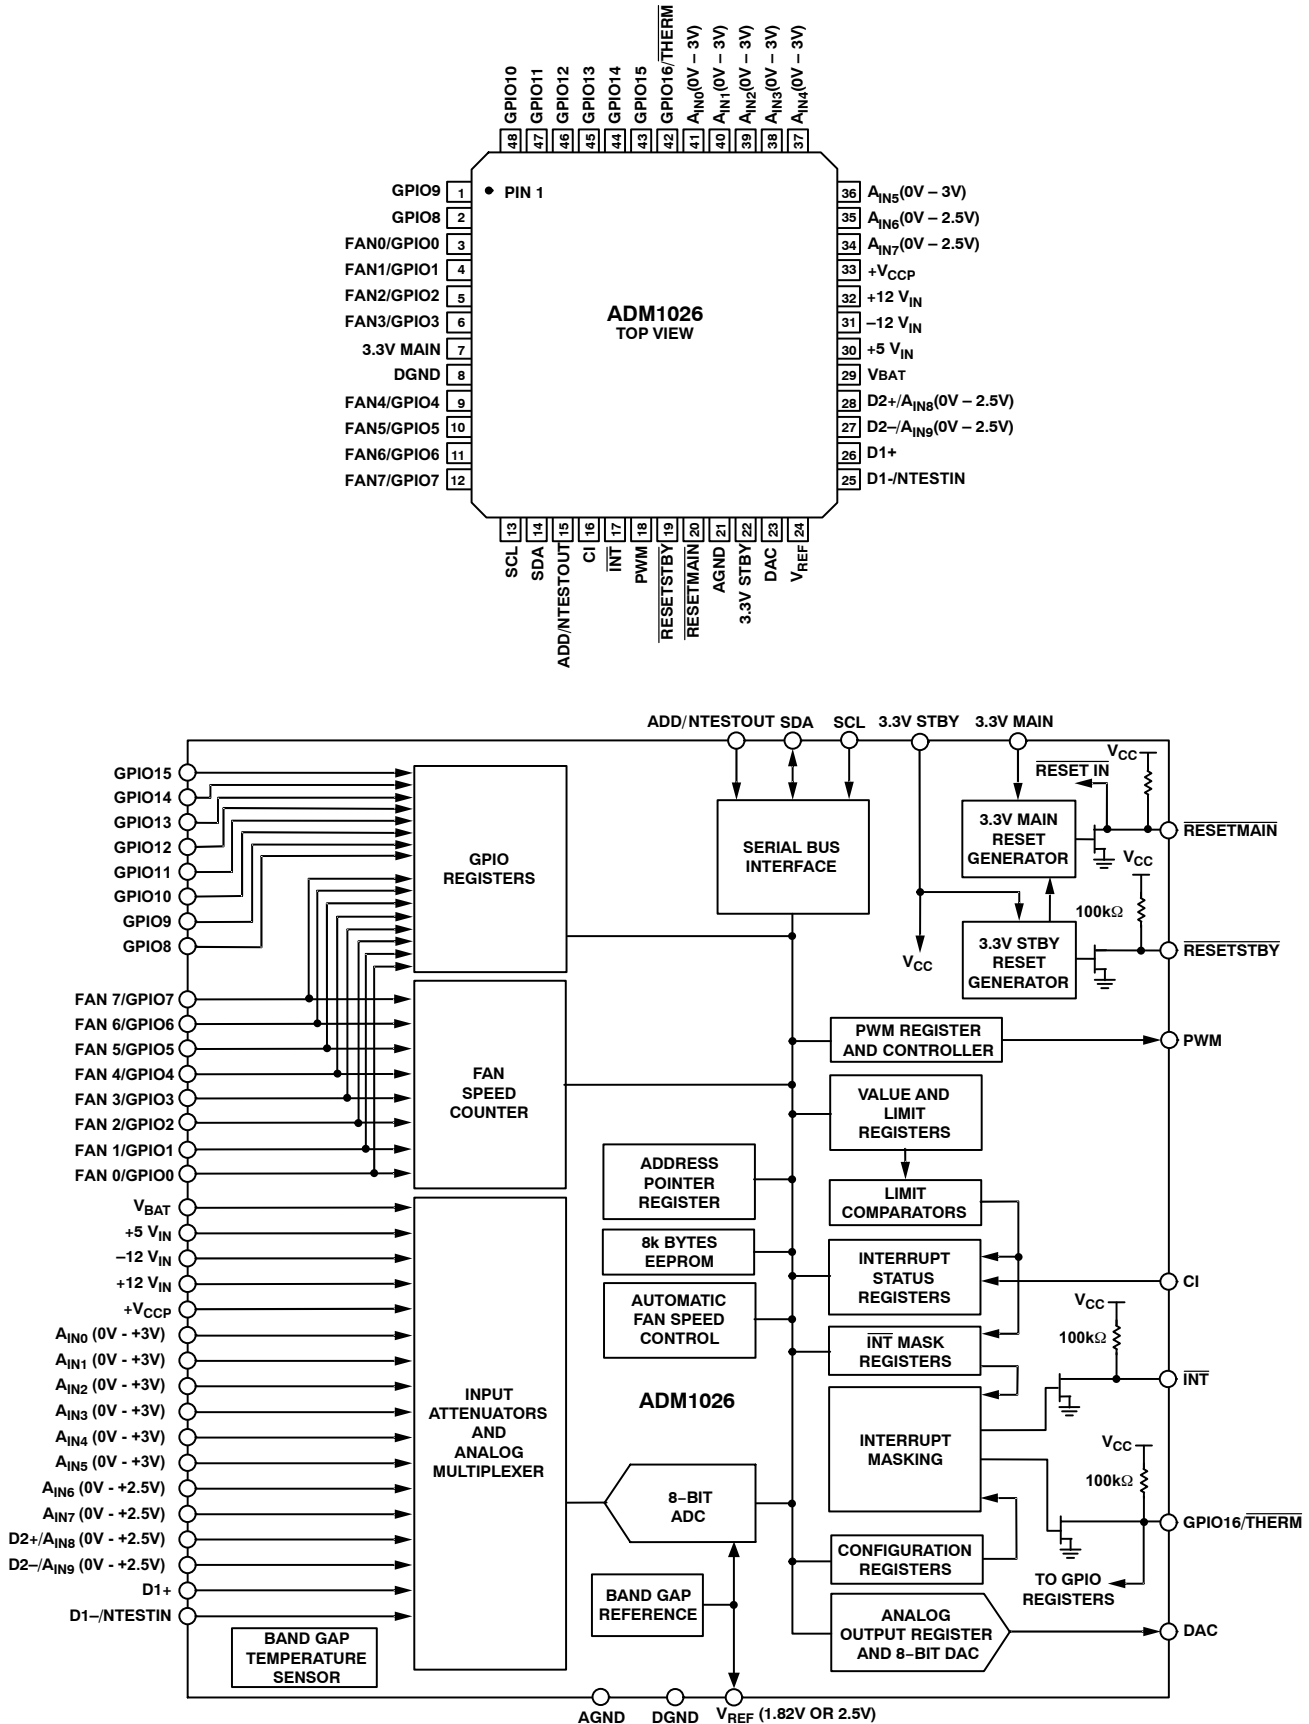 GPIO10
GPIO11
GPIO12
GPIO13
GPIO14
GPIO15
GPIO16/THERM
AIN0(0V – 3V)
AIN1(0V – 3V)
AIN2(0V – 3V)
AIN3(0V – 3V)
AIN4(0V – 3V)
48 47 46 45 44 43 42 41 40 39 38 37
GPIO9 1
PIN 1
GPIO8 2
FAN0/GPIO0 3
FAN1/GPIO1 4
FAN2/GPIO2 5
FAN3/GPIO3 6
3.3V MAIN 7
DGND 8
FAN4/GPIO4 9
FAN5/GPIO5 10
FAN6/GPIO6 11
FAN7/GPIO7 12
ADM1026
TOP VIEW
36 AIN5(0V – 3V)
35 AIN6(0V – 2.5V)
34 AIN7(0V – 2.5V)
33 +VCCP
32 +12 VIN
31 –12 VIN
30 +5 VIN
29 VBAT
28 D2+/AIN8(0V – 2.5V)
27 D2–/AIN9(0V – 2.5V)
26 D1+
25 D1-/NTESTIN
13 14 15 16 17 18 19 20 21 22 23 24
SCL
SDA
ADD/NTESTOUT
CI
INT
PWM
RESETSTBY
RESETMAIN
AGND
3.3V STBY
DAC
VREF
ADD/NTESTOUT SDA SCL 3.3V STBY 3.3V MAIN
GPIO15
GPIO14
GPIO13
GPIO12
GPIO11
GPIO10
GPIO9
GPIO8
FAN 7/GPIO7
FAN 6/GPIO6
FAN 5/GPIO5
FAN 4/GPIO4
FAN 3/GPIO3
FAN 2/GPIO2
FAN 1/GPIO1
FAN 0/GPIO0
VBAT
+5 VIN
–12 VIN
+12 VIN
+VCCP
AIN0 (0V - +3V)
AIN1 (0V - +3V)
AIN2 (0V - +3V)
AIN3 (0V - +3V)
AIN4 (0V - +3V)
AIN5 (0V - +3V)
AIN6 (0V - +2.5V)
AIN7 (0V - +2.5V)
D2+/AIN8 (0V - +2.5V)
D2–/AIN9 (0V - +2.5V)
D1+
D1–/NTESTIN
GPIO
REGISTERS
FAN
SPEED
COUNTER
INPUT
ATTENUATORS
AND
ANALOG
MULTIPLEXER
BAND GAP
TEMPERATURE
SENSOR
SERIAL BUS
INTERFACE
VCC
RESET IN
VCC
3.3V MAIN
RESET
GENERATOR
RESETMAIN
VCC
100kΩ
3.3V STBY
RESET
GENERATOR
RESETSTBY
PWM REGISTER
AND CONTROLLER
PWM
VALUE AND
LIMIT
REGISTERS
ADDRESS
POINTER
REGISTER
LIMIT
COMPARATORS
8k BYTES
EEPROM
INTERRUPT
STATUS
REGISTERS
CI
AUTOMATIC
FAN SPEED
CONTROL
VCC
100kΩ
INT MASK
REGISTERS
INT
ADM1026
INTERRUPT
MASKING
VCC
100kΩ
8–BIT
ADC
GPIO16/THERM
CONFIGURATION
REGISTERS
TO GPIO
REGISTERS
BAND GAP
REFERENCE
ANALOG
OUTPUT REGISTER
AND 8–BIT DAC
DAC
AGND DGND VREF (1.82V OR 2.5V)